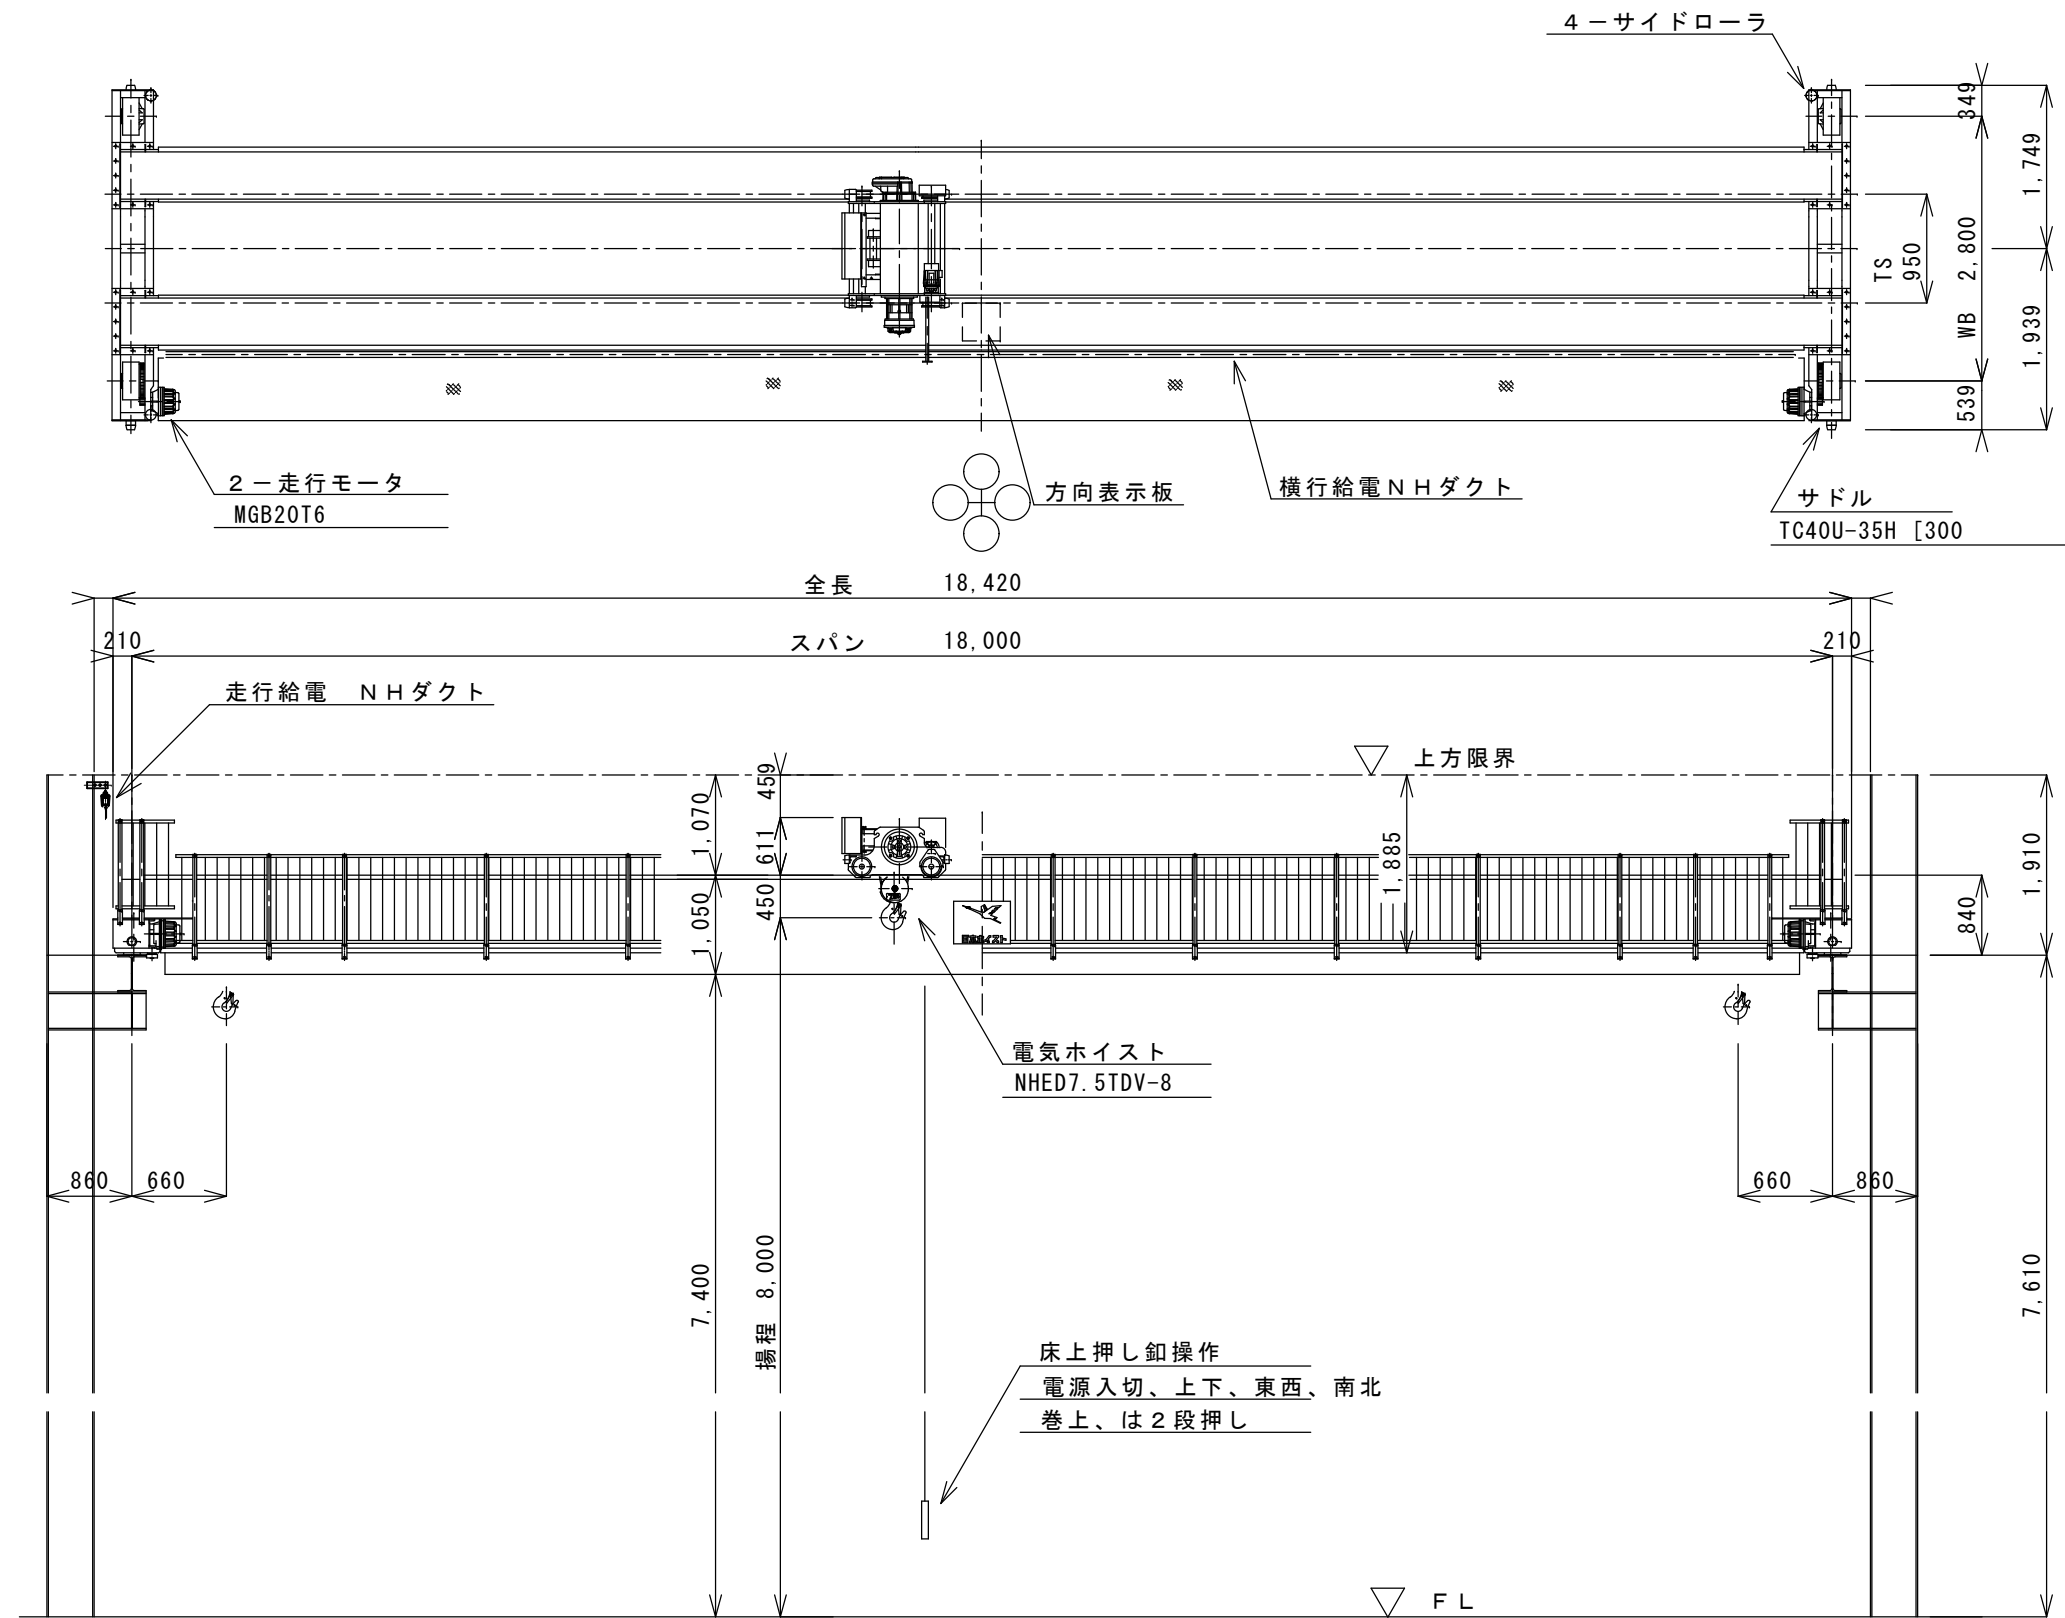 4－サイドローラ
349
1,749
TS
950
WB 2,800
1,939
539
2－走行モータ
MGB20T6
方向表示板
横行給電NHダクト
サドル
TC40U-35H [300
全長 18,420
210
スパン 18,000
210
走行給電 NHダクト
上方限界
459
1,070
611
1,885
1,910
450
1,050
840
電気ホイスト
NHED7.5TDV-8
860
660
660
860
7,400
揚程 8,000
7,610
床上押し釦操作
電源入切、上下、東西、南北
巻上、は2段押し
FL